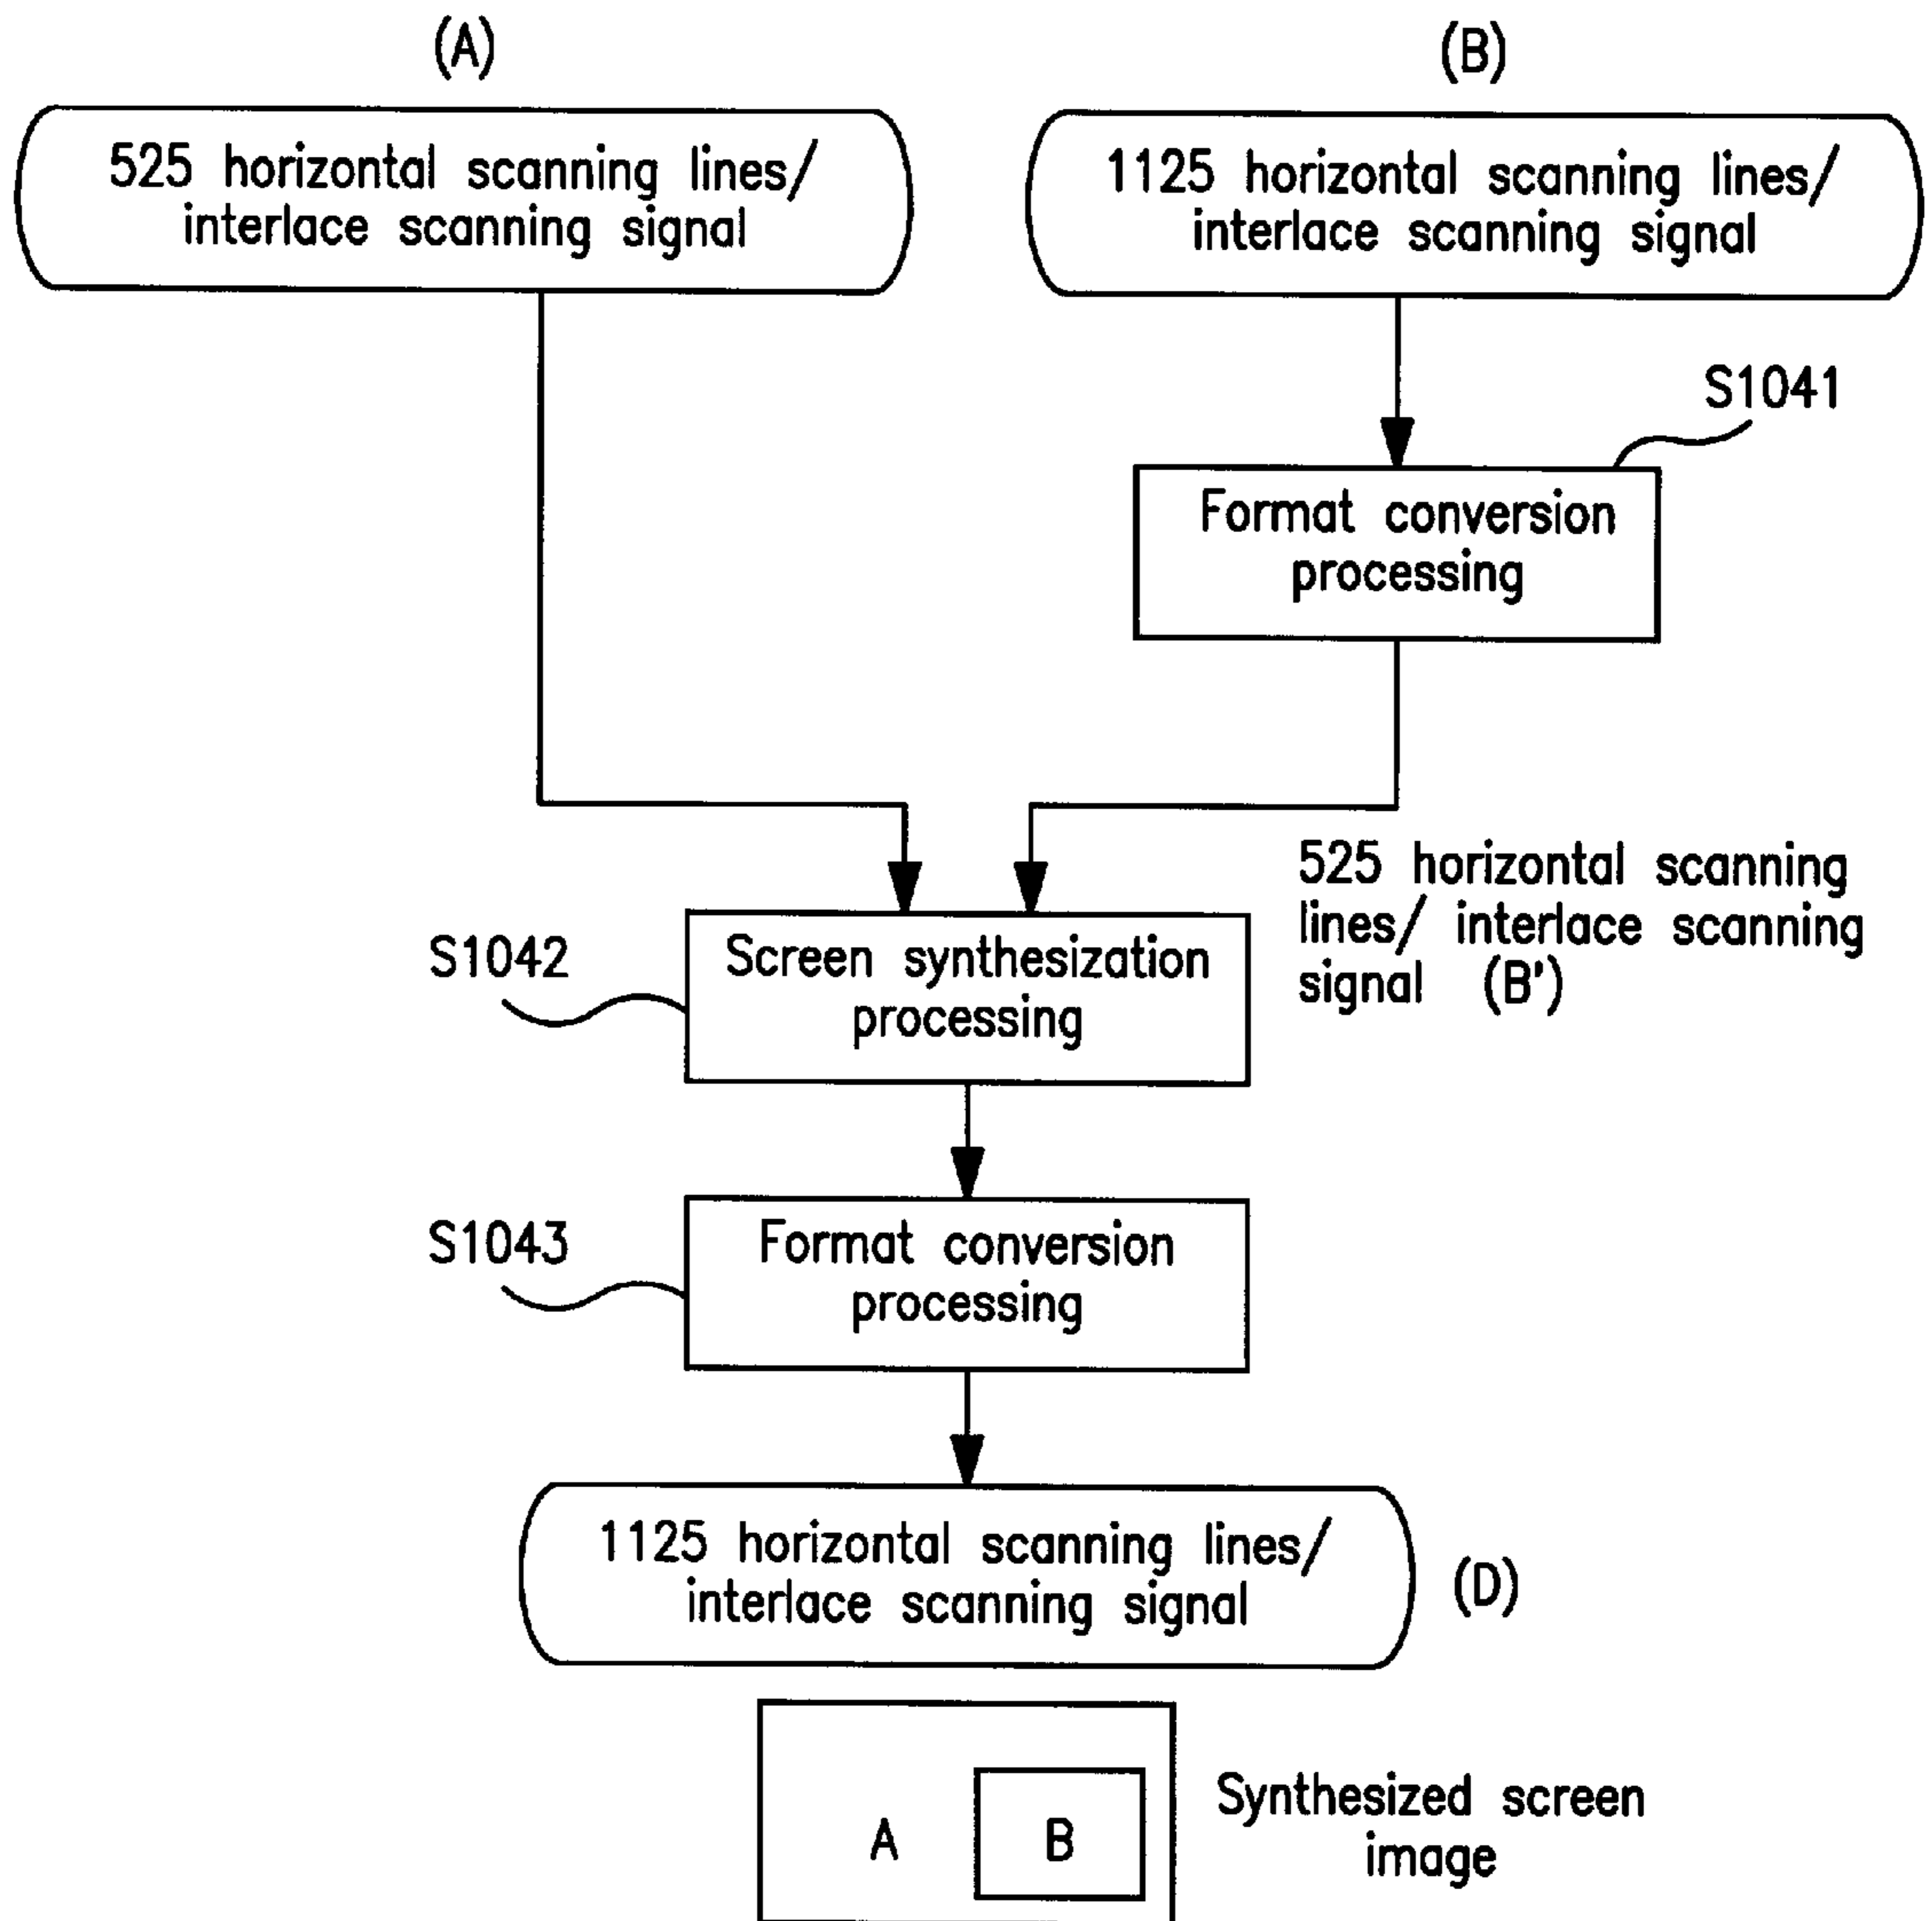 (A)
525 horizontal scanning lines/
interlace scanning signal
(B)
1125 horizontal scanning lines/
interlace scanning signal
S1041
Format conversion
processing
525 horizontal scanning
lines/ interlace scanning
signal (B')
S1042
Screen synthesization
processing
S1043
Format conversion
processing
1125 horizontal scanning lines/
interlace scanning signal
(D)
A
B
Synthesized screen
image